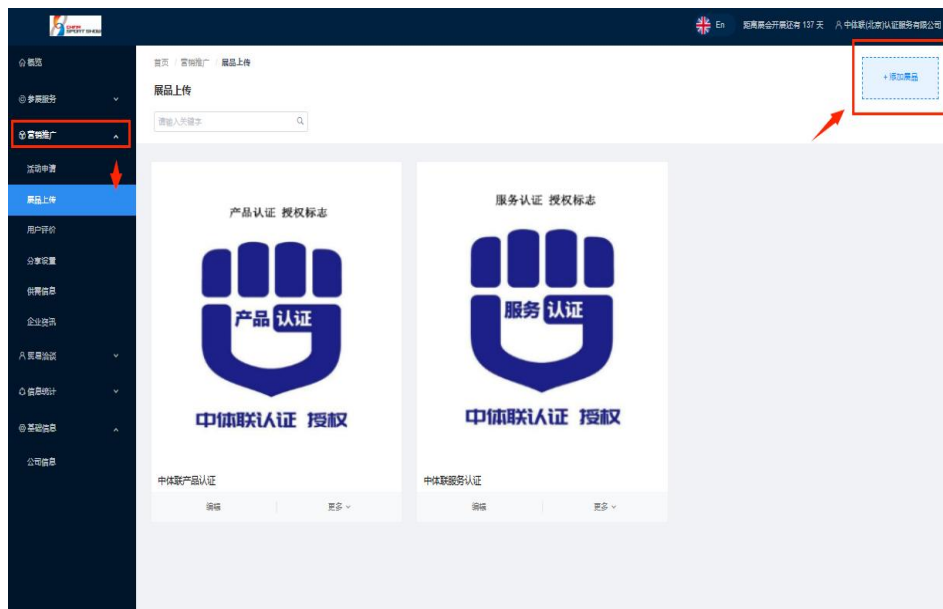 CHINA
SPORT SHOW
En
距离展会开展还有 137 天
中体联(北京)认证服务有限公司
概览
参展服务
营销推广
活动申请
展品上传
用户评价
分享设置
供需信息
企业资讯
贸易洽谈
信息统计
基础信息
公司信息
首页 / 营销推广 / 展品上传
展品上传
请输入关键字
+ 添加展品
产品认证 授权标志
产品 认证
中体联认证 授权
中体联产品认证
编辑
更多
服务认证 授权标志
服务 认证
中体联认证 授权
中体联服务认证
编辑
更多